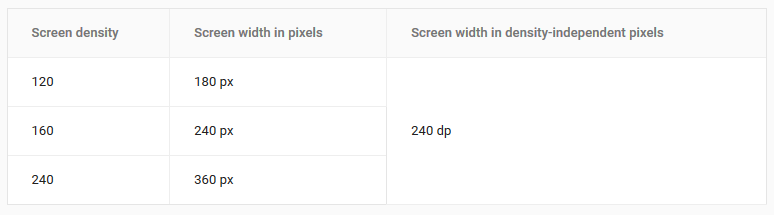 Screen density Screen width in pixels Screen width in density-independent pixels
120 180 px
160 240 px 240 dp
240 360 px